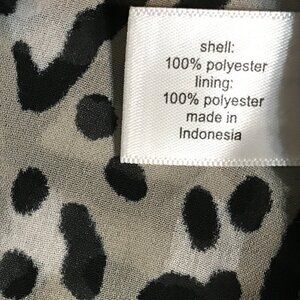 shell:
100% polyester
lining:
100% polyester
made in
Indonesia